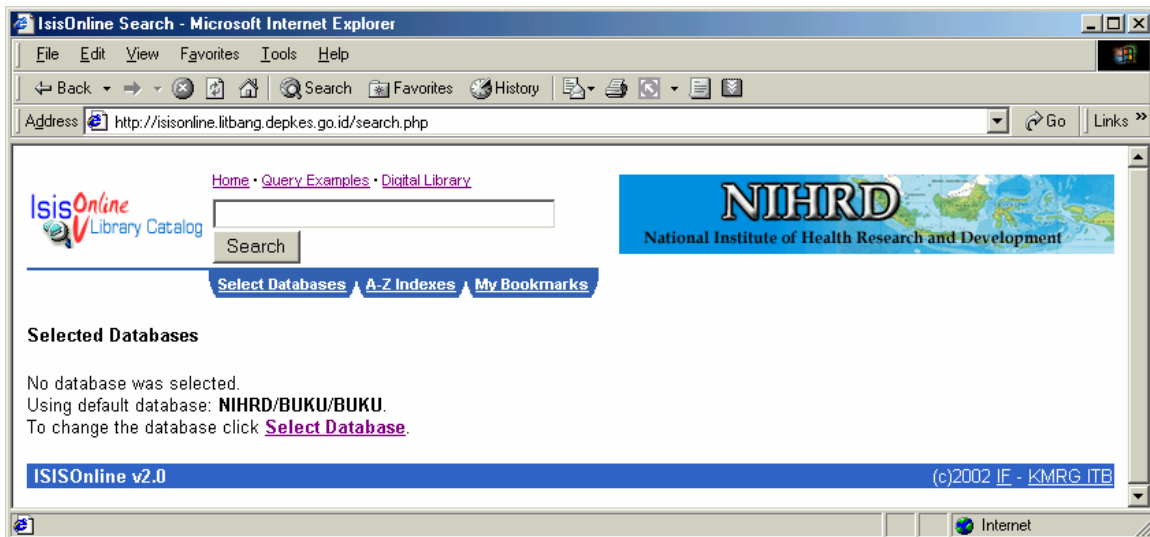 IsisOnline Search - Microsoft Internet Explorer
File Edit View Favorites Tools Help
Back Search Favorites History
Address http://isisonline.litbang.depkes.go.id/search.php Go Links »
Home • Query Examples • Digital Library
IsisOnline
Library Catalog
Search
NIHRD
National Institute of Health Research and Development
Select Databases A-Z Indexes My Bookmarks
Selected Databases
No database was selected.
Using default database: NIHRD/BUKU/BUKU.
To change the database click Select Database.
ISISOnline v2.0 (c)2002 IF - KMRG ITB
Internet